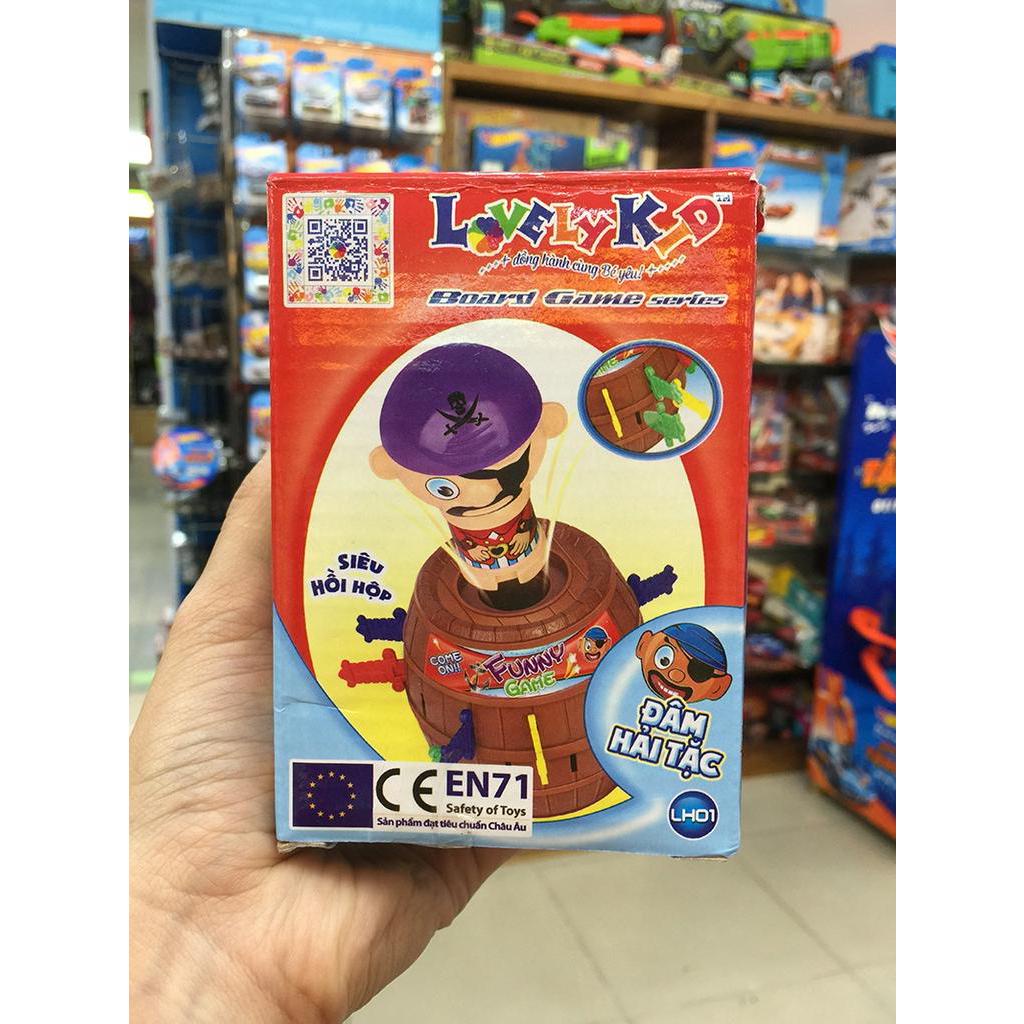 LOVELYKID TM
đồng hành cùng Bé yêu!
Board Game series
SIÊU
HỒI HỘP
COME
ON!!
FUNNY
GAME
ĐÂM
HẢI TẶC
LH01
CE EN71
Safety of Toys
Sản phẩm đạt tiêu chuẩn Châu Âu